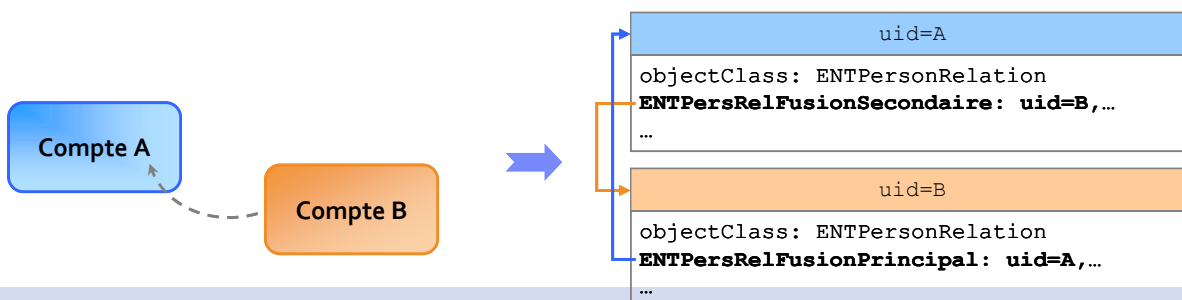 Compte A
Compte B
uid=A
objectClass: ENTPersonRelation
ENTPersRelFusionSecondaire: uid=B,…
…
uid=B
objectClass: ENTPersonRelation
ENTPersRelFusionPrincipal: uid=A,…
…